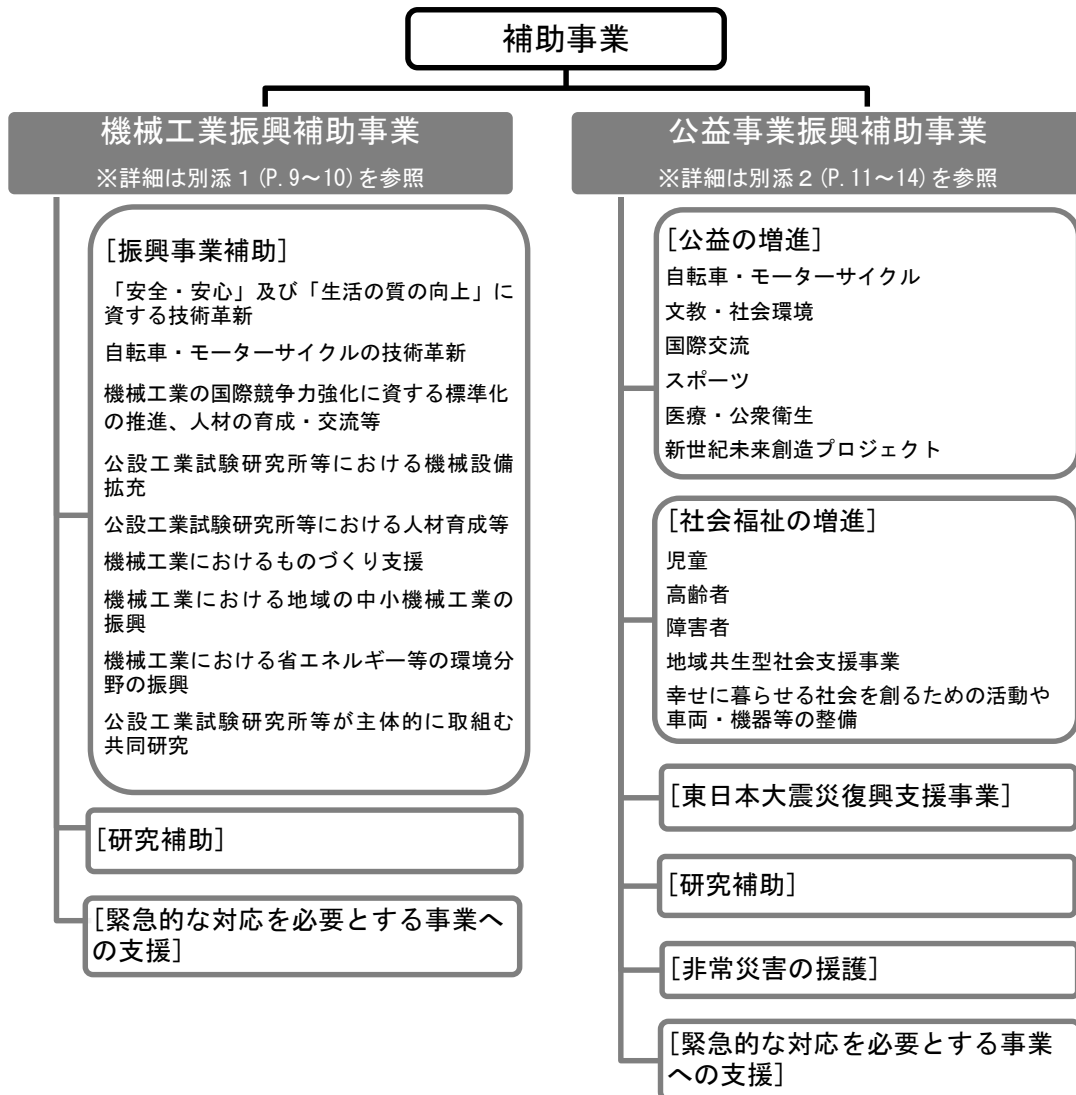 補助事業
機械工業振興補助事業
※詳細は別添1(P.9～10)を参照
[振興事業補助]
「安全・安心」及び「生活の質の向上」に
資する技術革新
自転車・モーターサイクルの技術革新
機械工業の国際競争力強化に資する標準化
の推進、人材の育成・交流等
公設工業試験研究所等における機械設備
拡充
公設工業試験研究所等における人材育成等
機械工業におけるものづくり支援
機械工業における地域の中小機械工業の
振興
機械工業における省エネルギー等の環境分
野の振興
公設工業試験研究所等が主体的に取組む
共同研究
[研究補助]
[緊急的な対応を必要とする事業へ
の支援]
公益事業振興補助事業
※詳細は別添2(P.11～14)を参照
[公益の増進]
自転車・モーターサイクル
文教・社会環境
国際交流
スポーツ
医療・公衆衛生
新世紀未来創造プロジェクト
[社会福祉の増進]
児童
高齢者
障害者
地域共生型社会支援事業
幸せに暮らせる社会を創るための活動や
車両・機器等の整備
[東日本大震災復興支援事業]
[研究補助]
[非常災害の援護]
[緊急的な対応を必要とする事業
への支援]